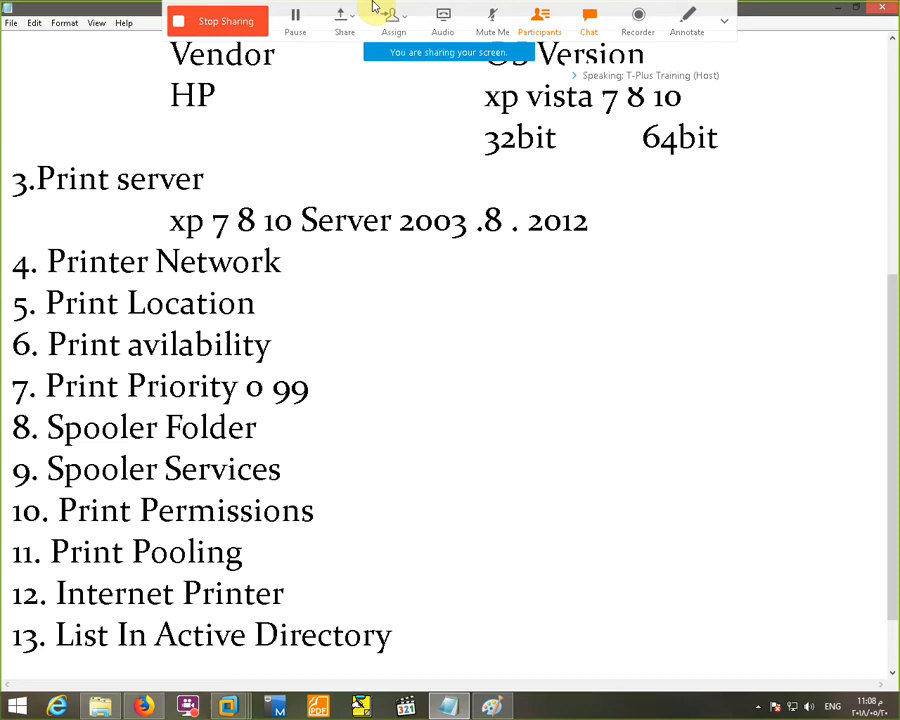 Stop Sharing
Pause
Share
Assign
Audio
Mute Me
Participants
Chat
Recorder
Annotate
File Edit Format View Help
You are sharing your screen.
Speaking: T-Plus Training (Host)
Vendor OS Version
HP xp vista 7 8 10
32bit 64bit
3.Print server
xp 7 8 10 Server 2003 .8 . 2012
4. Printer Network
5. Print Location
6. Print avilability
7. Print Priority 0 99
8. Spooler Folder
9. Spooler Services
10. Print Permissions
11. Print Pooling
12. Internet Printer
13. List In Active Directory
M
PDF
321
ENG
11:08 م